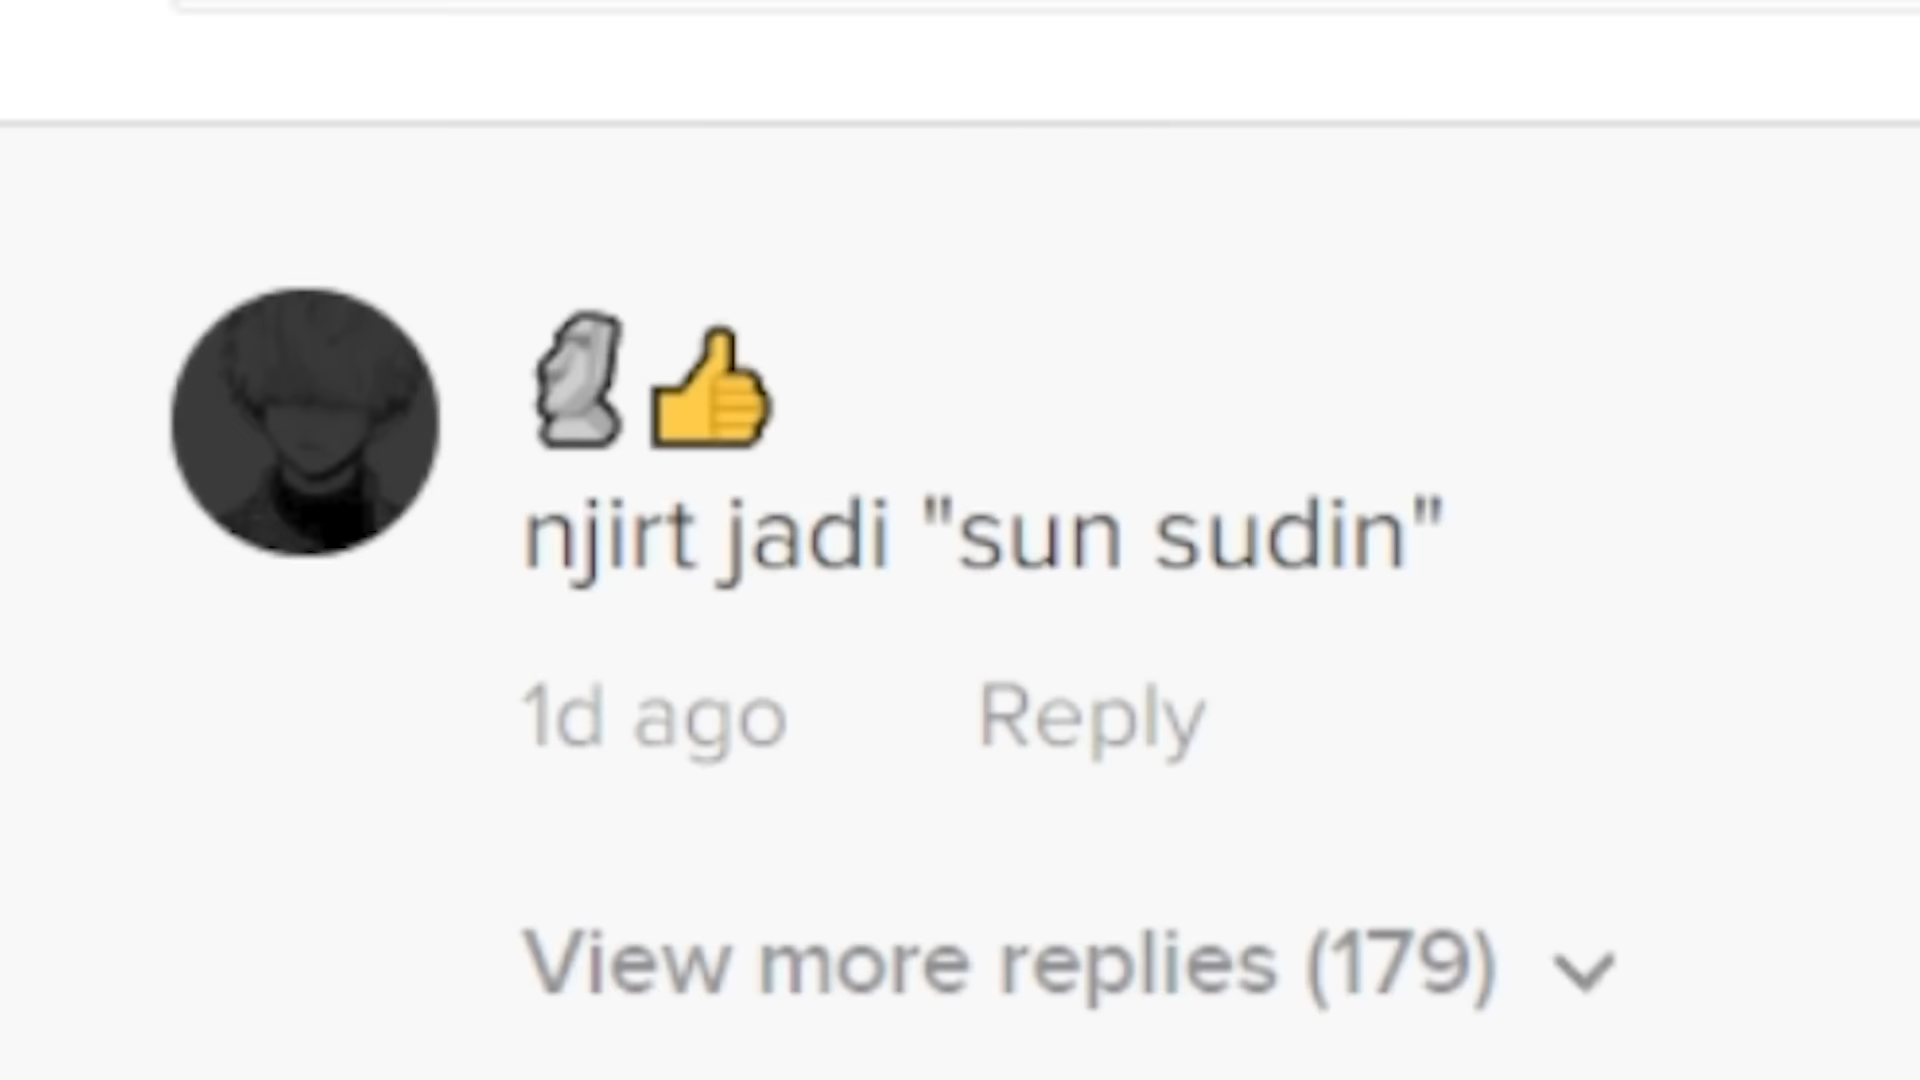 🗿👍
njirt jadi "sun sudin"
1d ago Reply
View more replies (179)